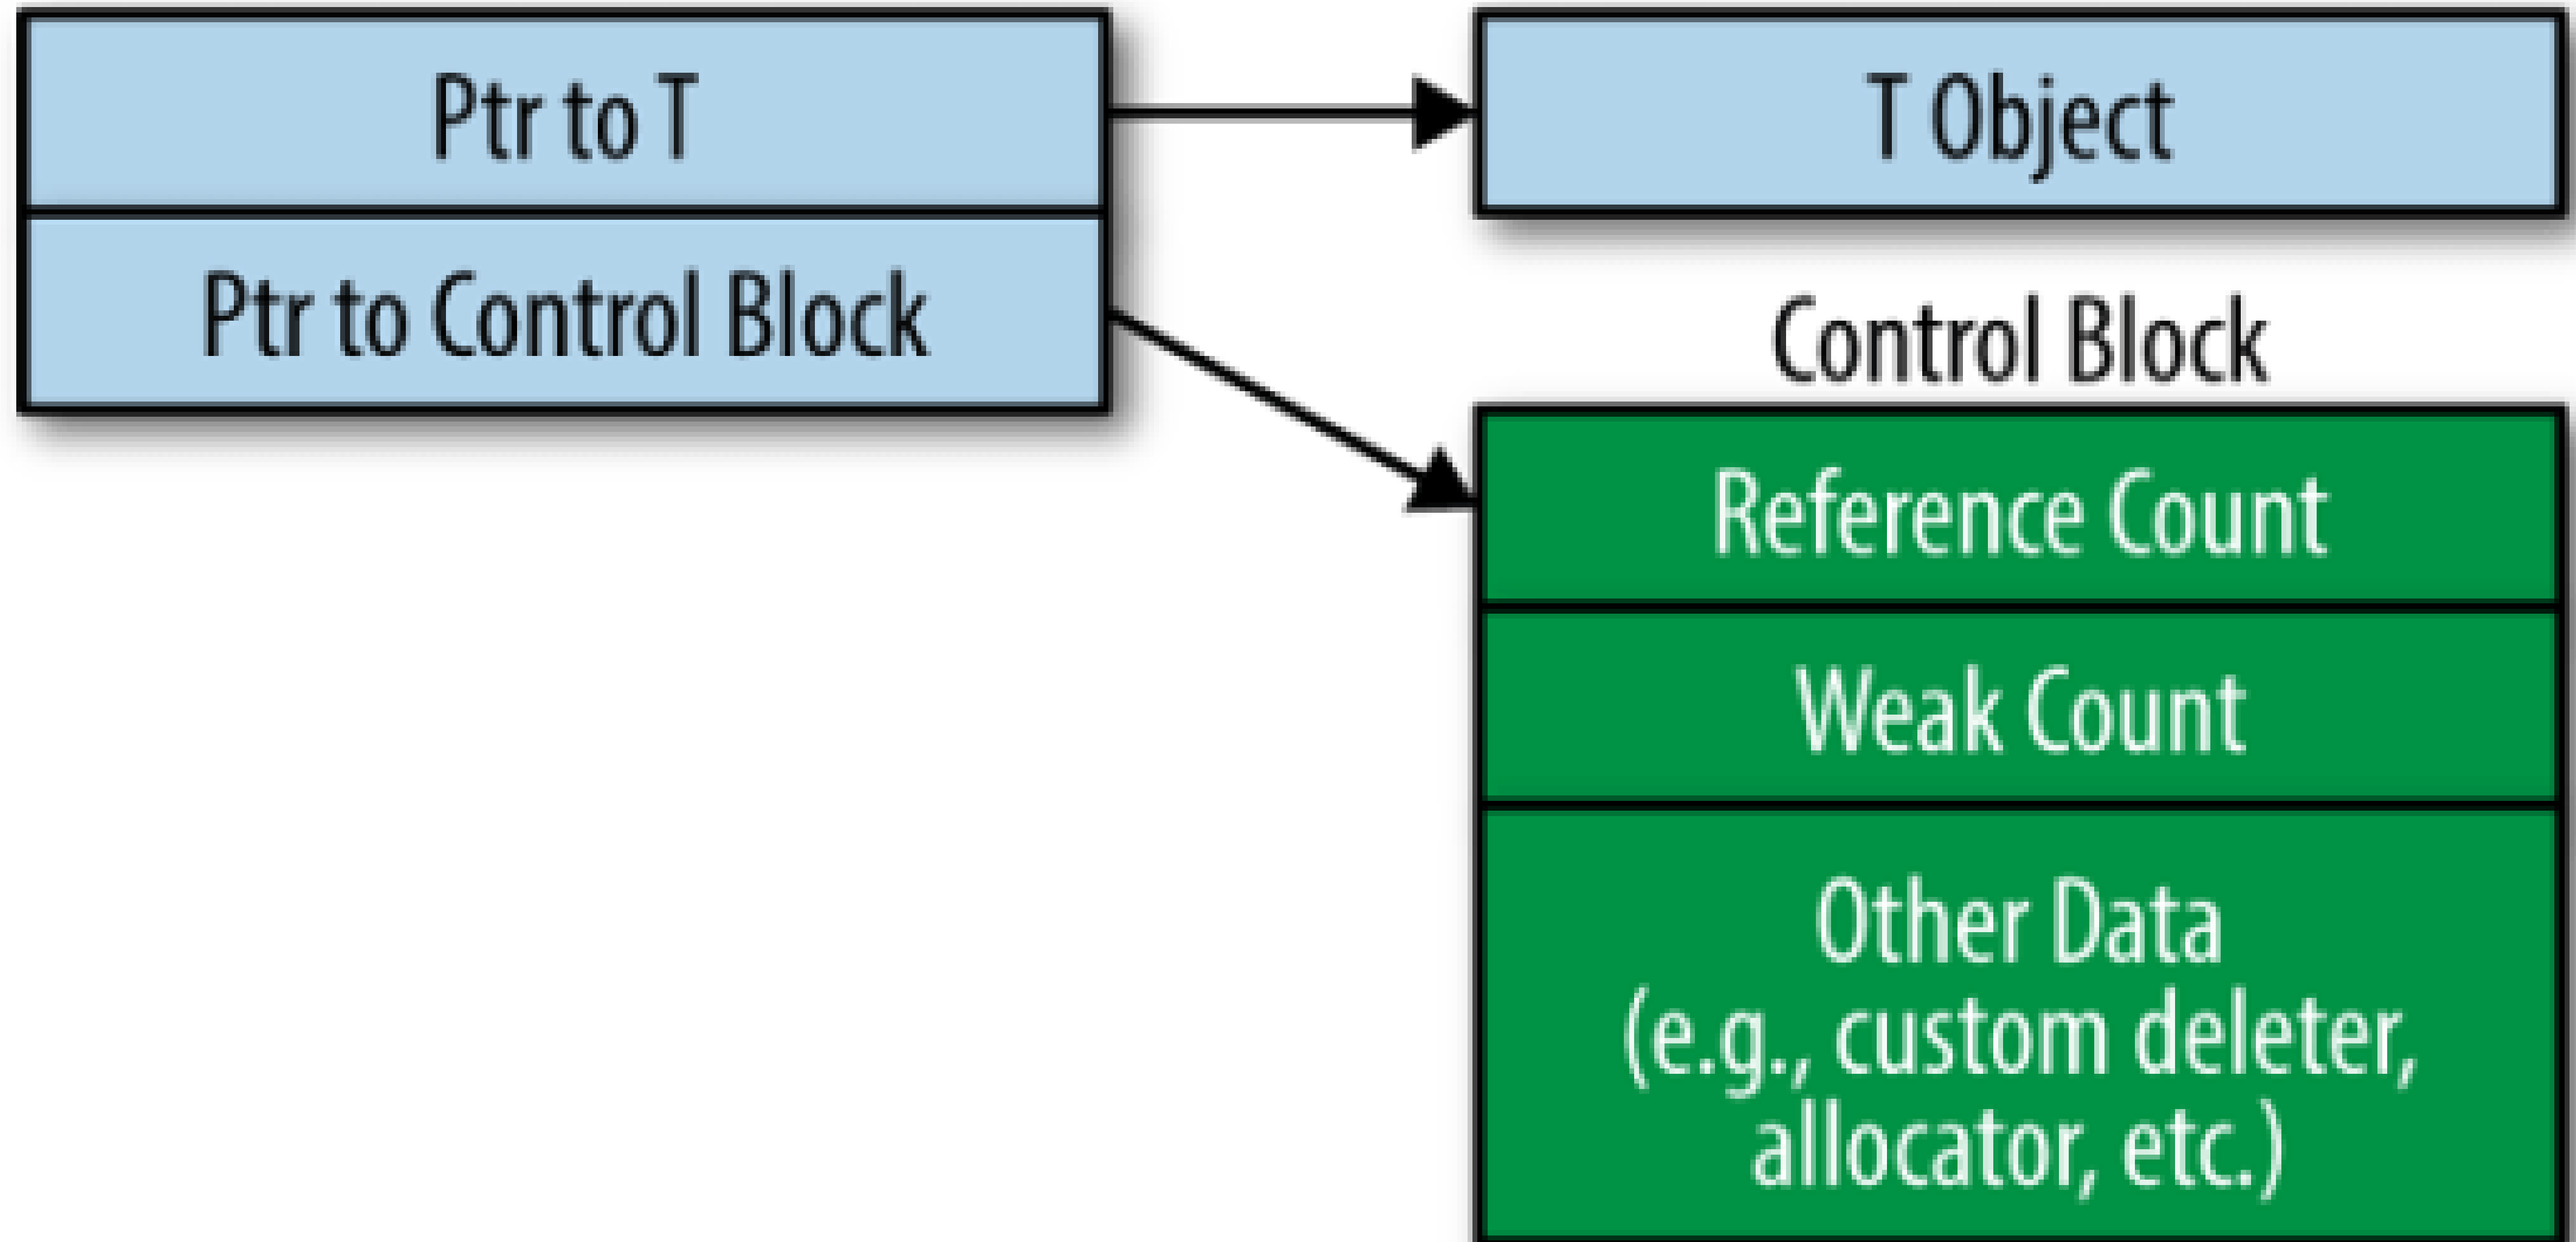 Ptr to T
Ptr to Control Block
T Object
Control Block
Reference Count
Weak Count
Other Data
(e.g., custom deleter,
allocator, etc.)